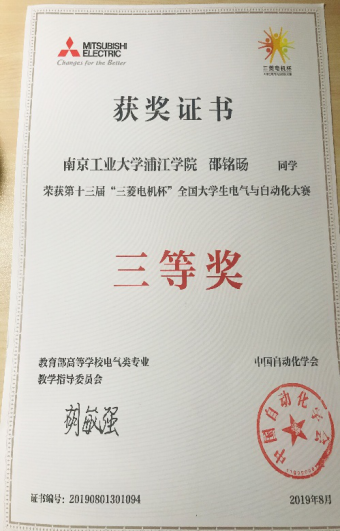 MITSUBISHI
ELECTRIC
Changes for the Better
三菱电机杯
获奖证书
南京工业大学浦江学院 邵铭旸 同学
荣获第十三届“三菱电机杯”全国大学生电气与自动化大赛
三等奖
教育部高等学校电气类专业
教学指导委员会
中国自动化学会
胡敏强
中国自动化学会
证书编号：20190801301094
2019年8月